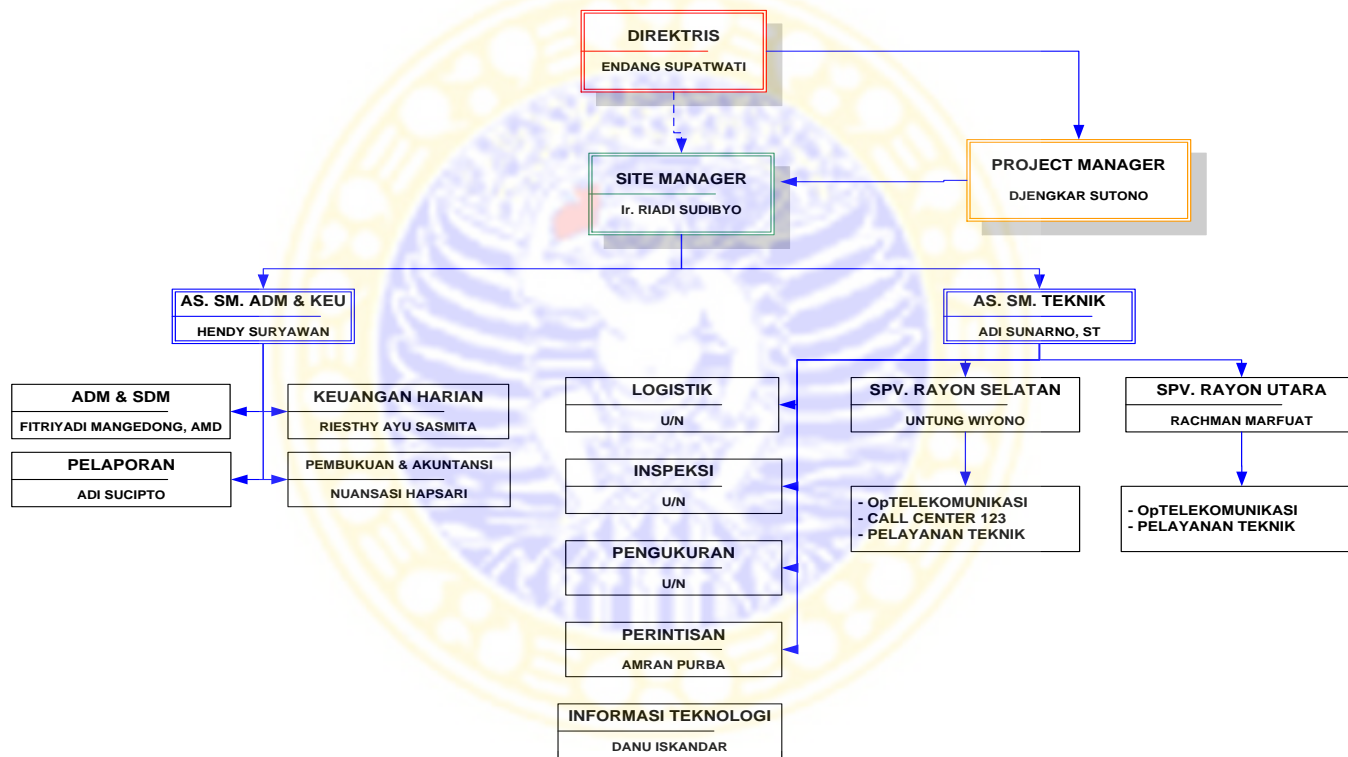 DIREKTRIS
ENDANG SUPATWATI
SITE MANAGER
Ir. RIADI SUDIBYO
PROJECT MANAGER
DJENGKAR SUTONO
AS. SM. ADM & KEU
HENDY SURYAWAN
AS. SM. TEKNIK
ADI SUNARNO, ST
ADM & SDM
FITRIYADI MANGEDONG, AMD
KEUANGAN HARIAN
RIESTHY AYU SASMITA
PELAPORAN
ADI SUCIPTO
PEMBUKUAN & AKUNTANSI
NUANSASI HAPSARI
LOGISTIK
U/N
INSPEKSI
U/N
PENGUKURAN
U/N
PERINTISAN
AMRAN PURBA
INFORMASI TEKNOLOGI
DANU ISKANDAR
SPV. RAYON SELATAN
UNTUNG WIYONO
- OpTELEKOMUNIKASI
- CALL CENTER 123
- PELAYANAN TEKNIK
SPV. RAYON UTARA
RACHMAN MARFUAT
- OpTELEKOMUNIKASI
- PELAYANAN TEKNIK